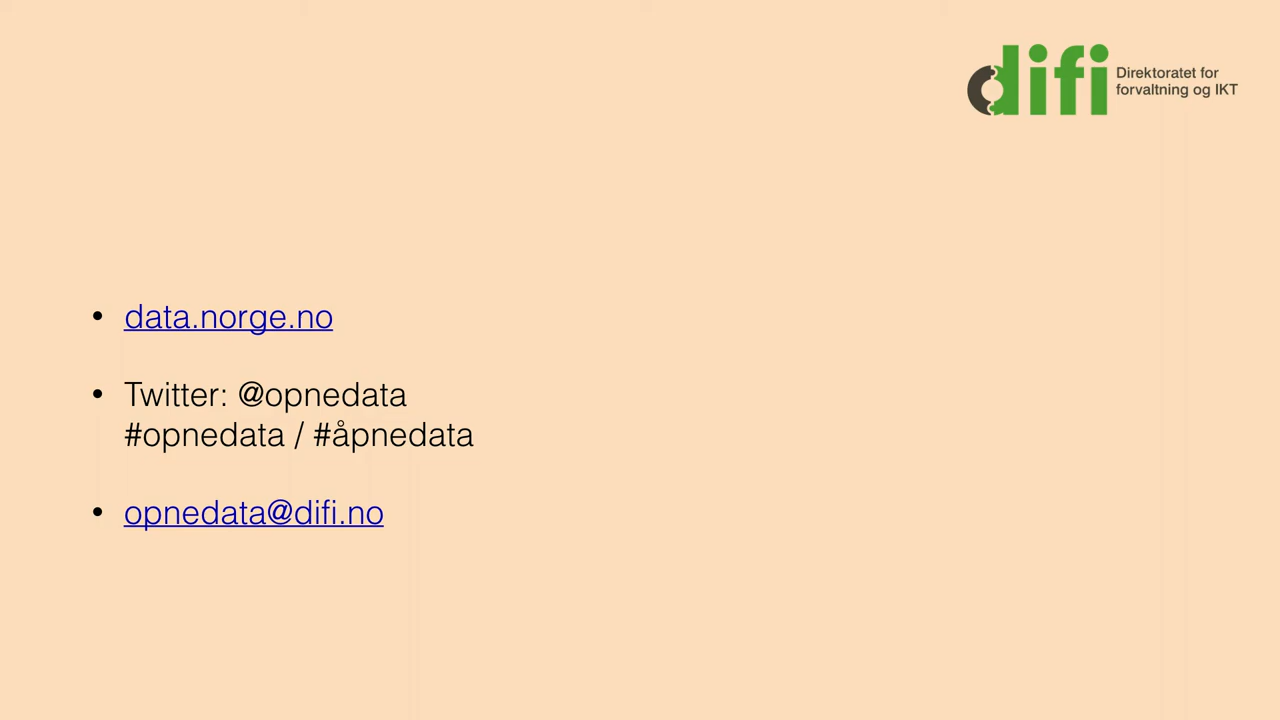 difi
Direktoratet for
forvaltning og IKT
• data.norge.no
• Twitter: @opnedata
#opnedata / #åpnedata
• opnedata@difi.no